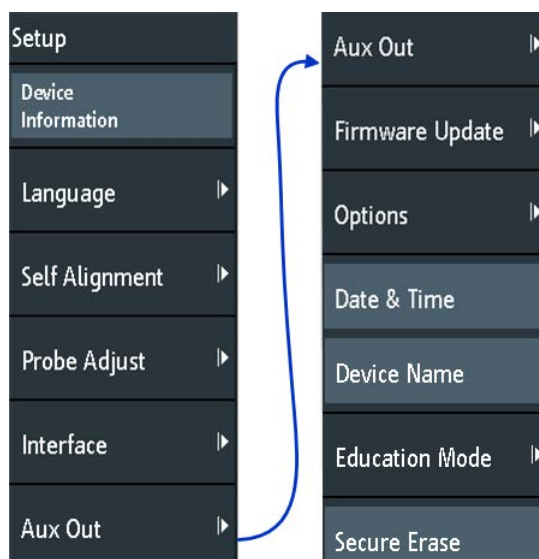 Setup
Device
Information
Language
Self Alignment
Probe Adjust
Interface
Aux Out
Aux Out
Firmware Update
Options
Date & Time
Device Name
Education Mode
Secure Erase